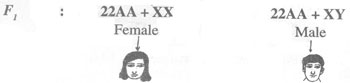 F₁ : 22AA + XX 22AA + XY
Female Male